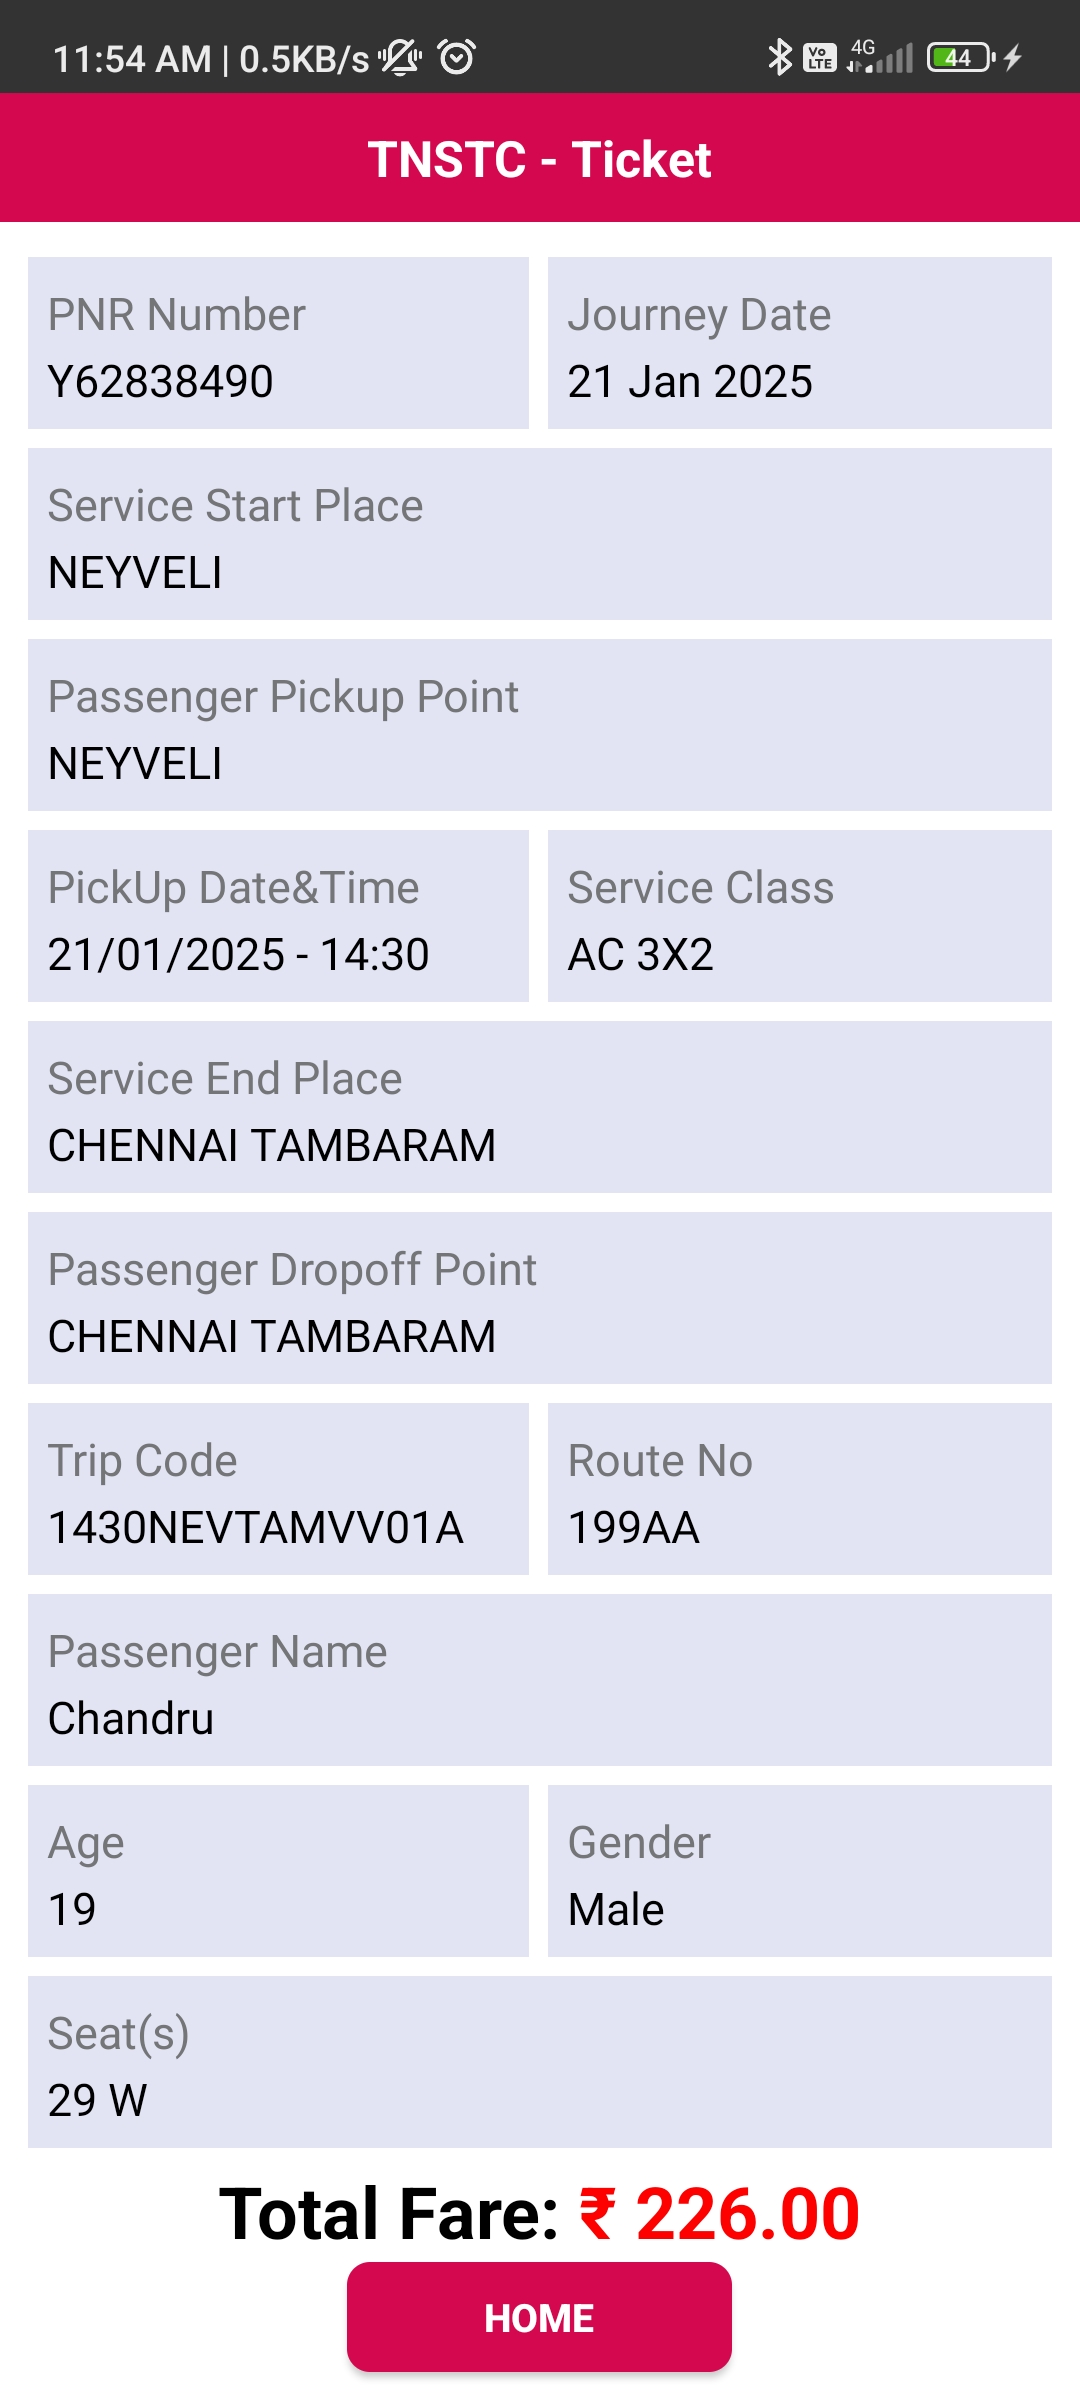 11:54 AM | 0.5KB/s Vo LTE 4G 44
TNSTC - Ticket
PNR Number
Y62838490
Journey Date
21 Jan 2025
Service Start Place
NEYVELI
Passenger Pickup Point
NEYVELI
PickUp Date&Time
21/01/2025 - 14:30
Service Class
AC 3X2
Service End Place
CHENNAI TAMBARAM
Passenger Dropoff Point
CHENNAI TAMBARAM
Trip Code
1430NEVTAMVV01A
Route No
199AA
Passenger Name
Chandru
Age
19
Gender
Male
Seat(s)
29 W
Total Fare: ₹ 226.00
HOME